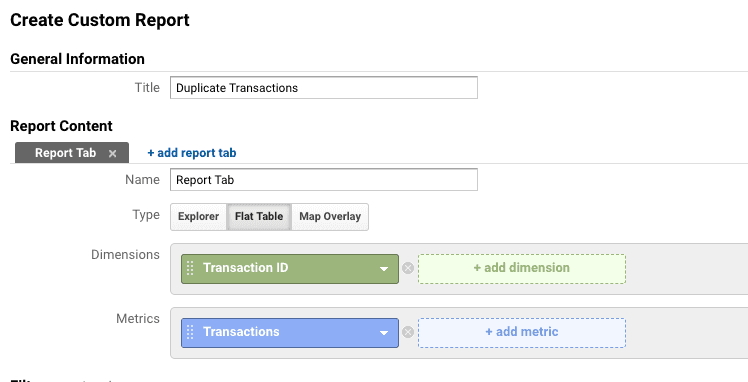 Create Custom Report
General Information
Title Duplicate Transactions
Report Content
Report Tab × + add report tab
Name Report Tab
Type Explorer Flat Table Map Overlay
Dimensions Transaction ID + add dimension
Metrics Transactions + add metric